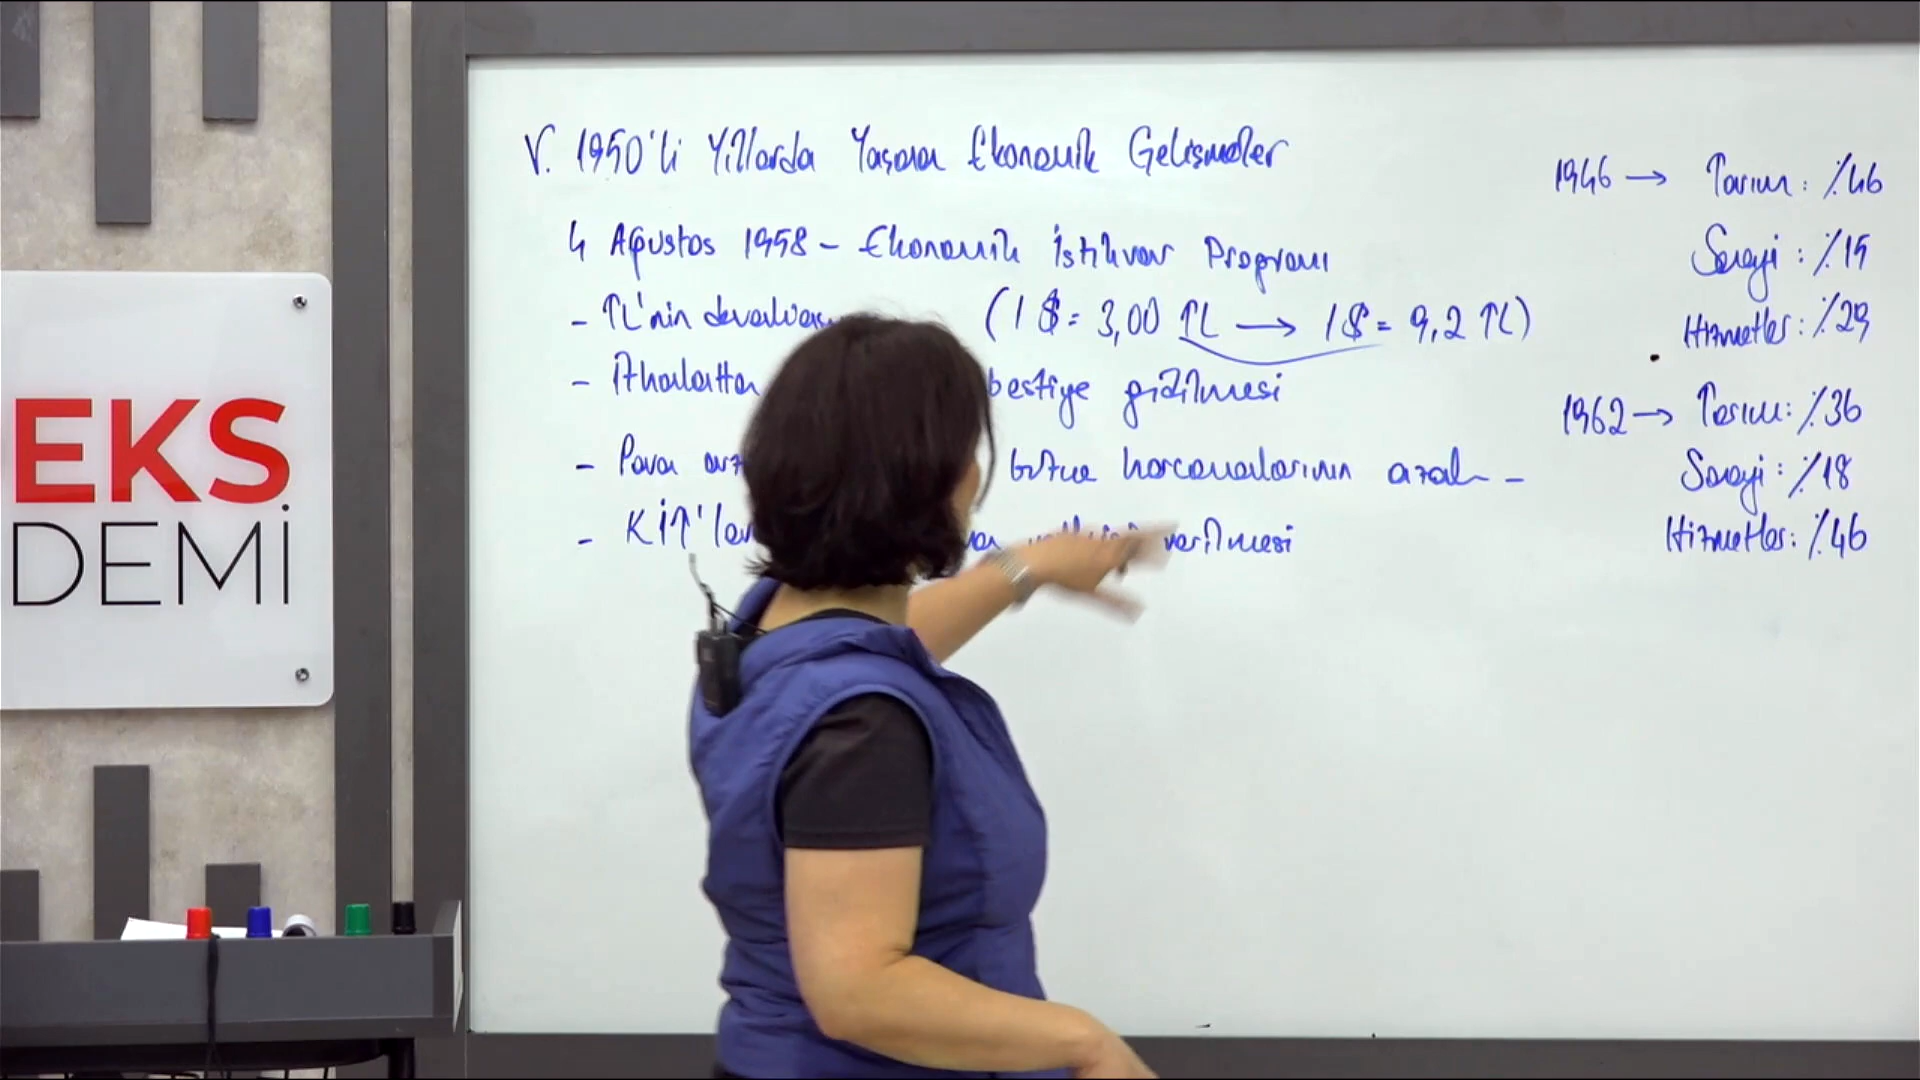 EKS
DEMİ
V. 1950'li Yıllarda Yaşanan Ekonomik Gelişmeler
4 Ağustos 1958 - Ekonomik İstikrar Programı
- TL'nin (1 $ = 3,00 TL → 1 $ = 9,2 TL)
- İthalatta bestiye gidilmesi
- Para bütçe harcamalarının azal-
- KİT'ler verilmesi
1946 → Tarım: %46
Sanayi: %15
Hizmetler: %29
1962 → Tarım: %36
Sanayi: %18
Hizmetler: %46